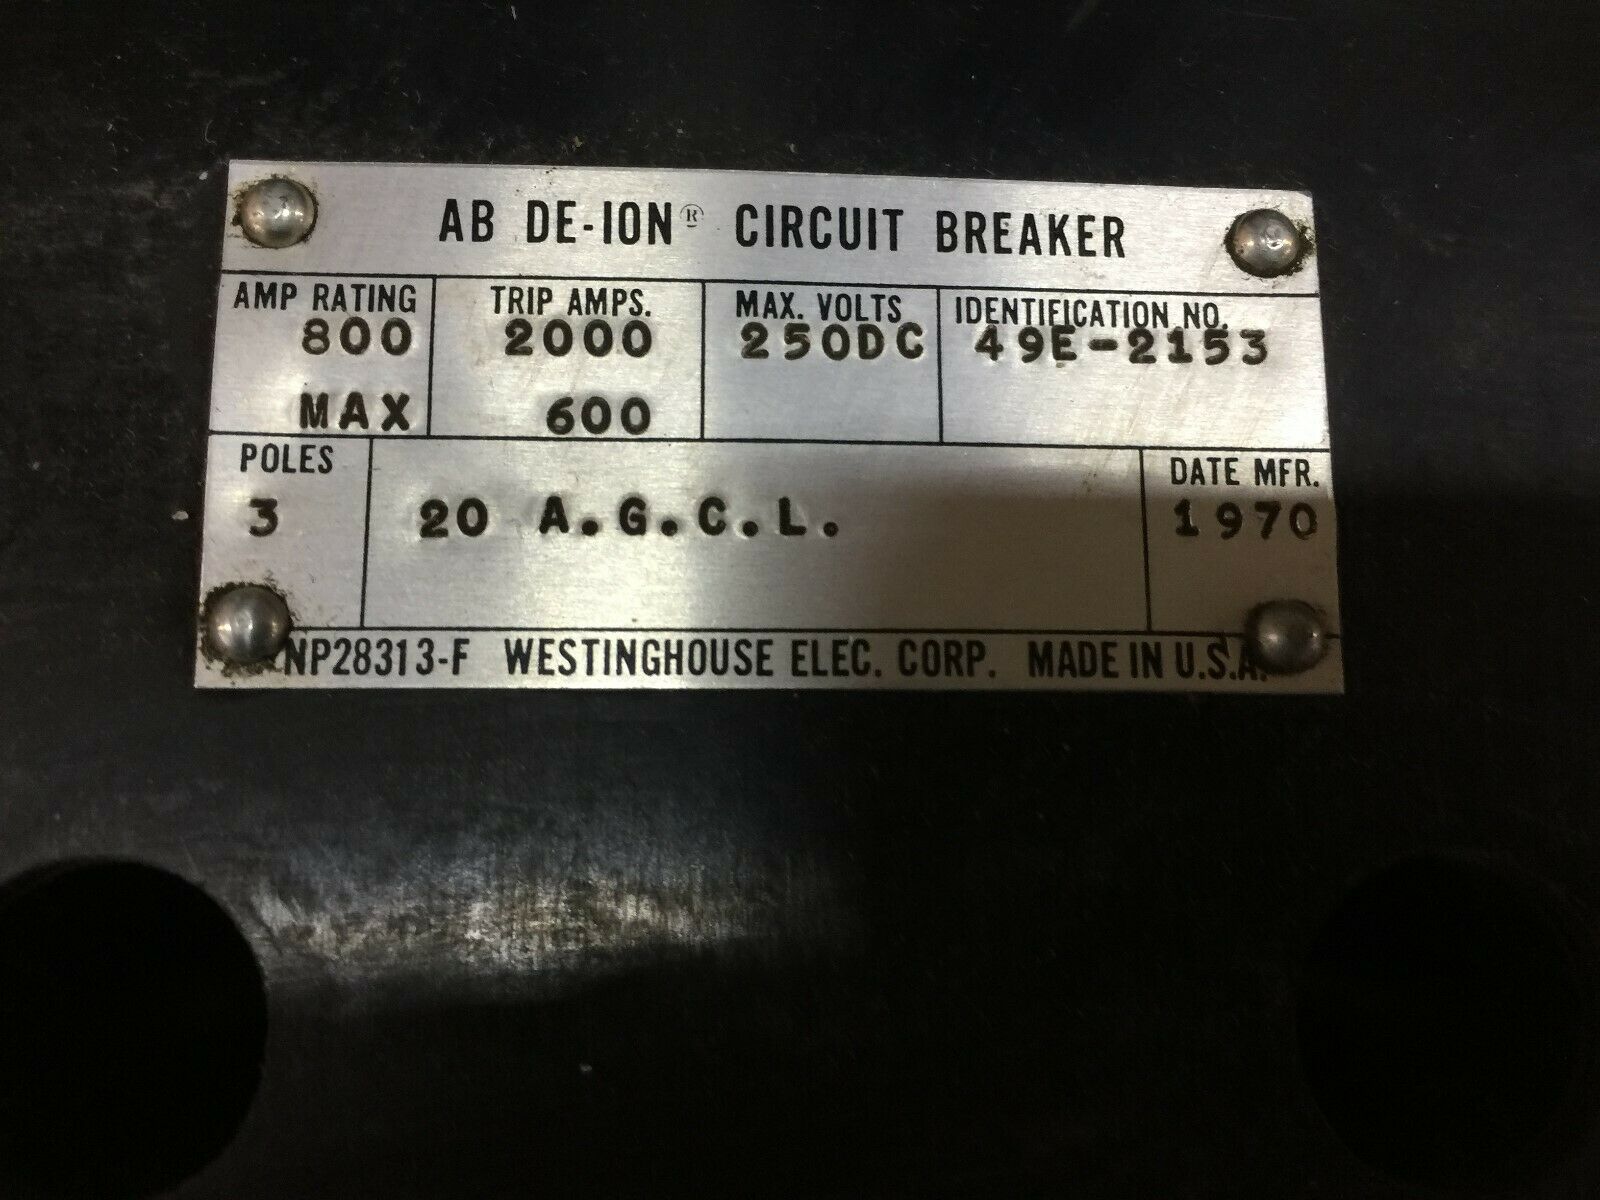 AB DE-ION® CIRCUIT BREAKER
AMP RATING TRIP AMPS. MAX. VOLTS IDENTIFICATION NO.
800 2000 250DC 49E-2153
MAX 600
POLES DATE MFR.
3 20 A.G.C.L. 1970
NP28313-F WESTINGHOUSE ELEC. CORP. MADE IN U.S.A.